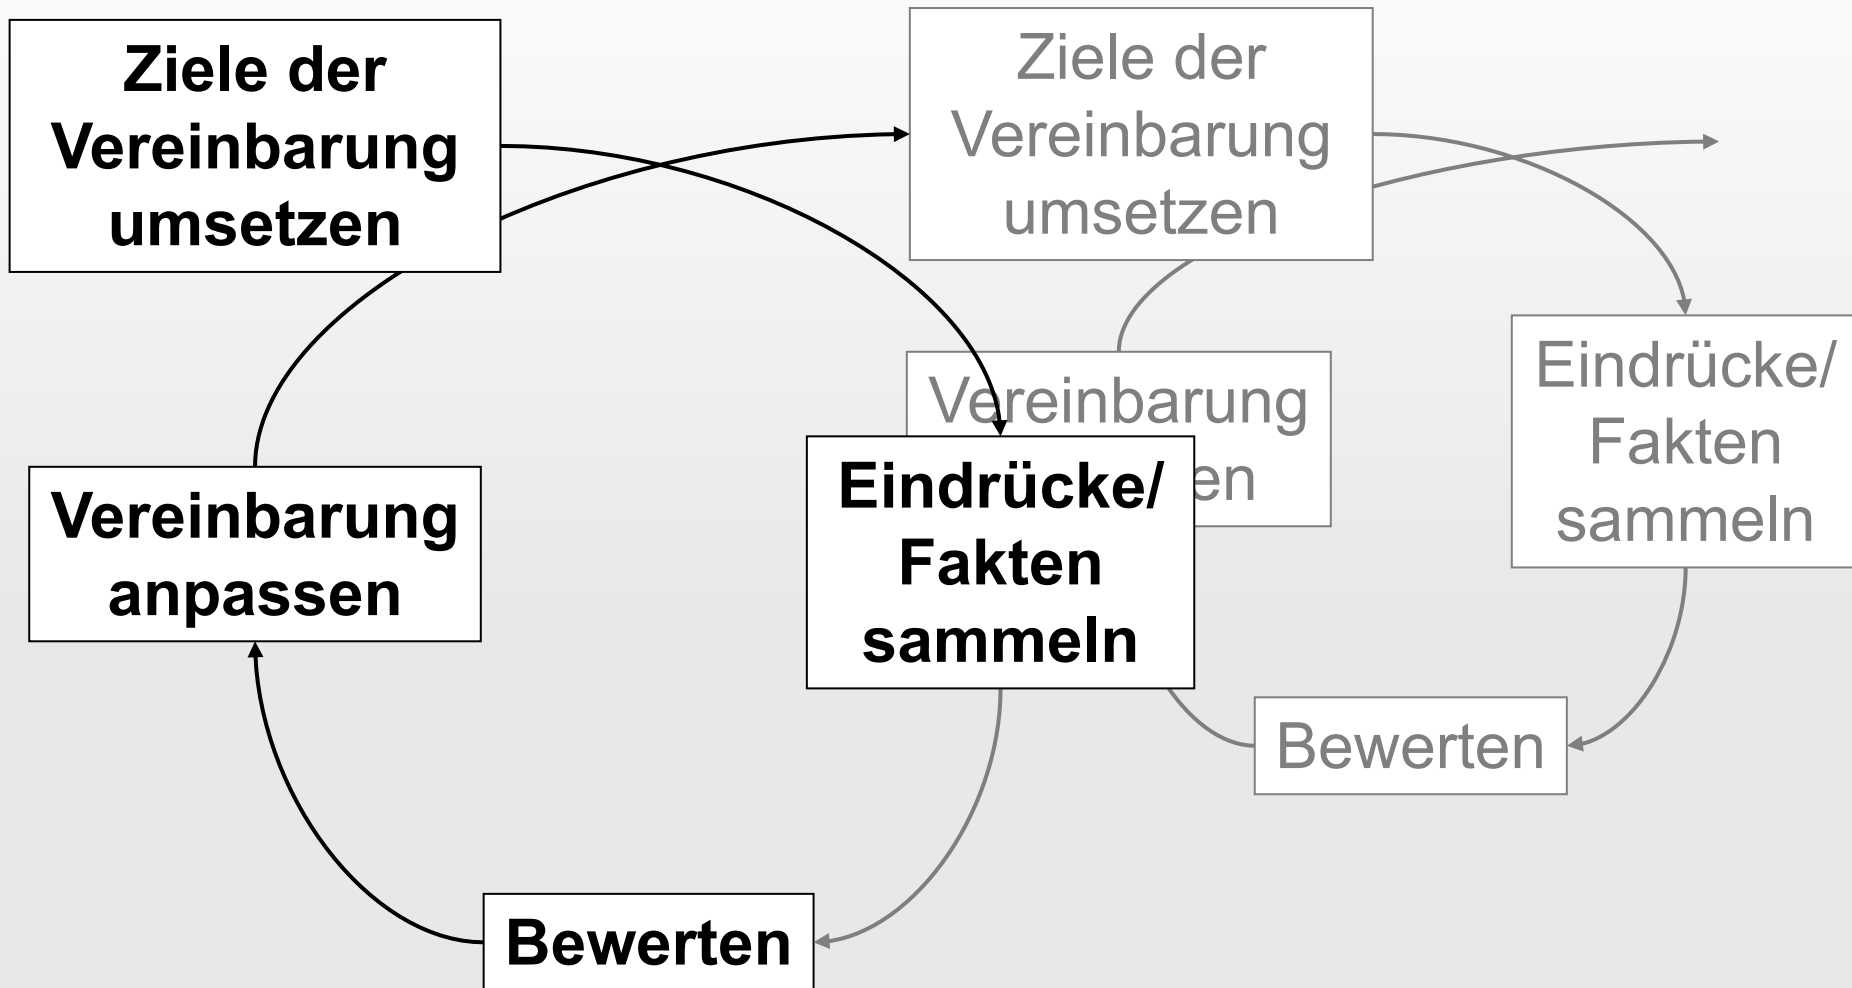 Ziele der
Vereinbarung
umsetzen
Ziele der
Vereinbarung
umsetzen
Eindrücke/
Fakten
sammeln
Vereinbarung
en
Eindrücke/
Fakten
sammeln
Vereinbarung
anpassen
Bewerten
Bewerten